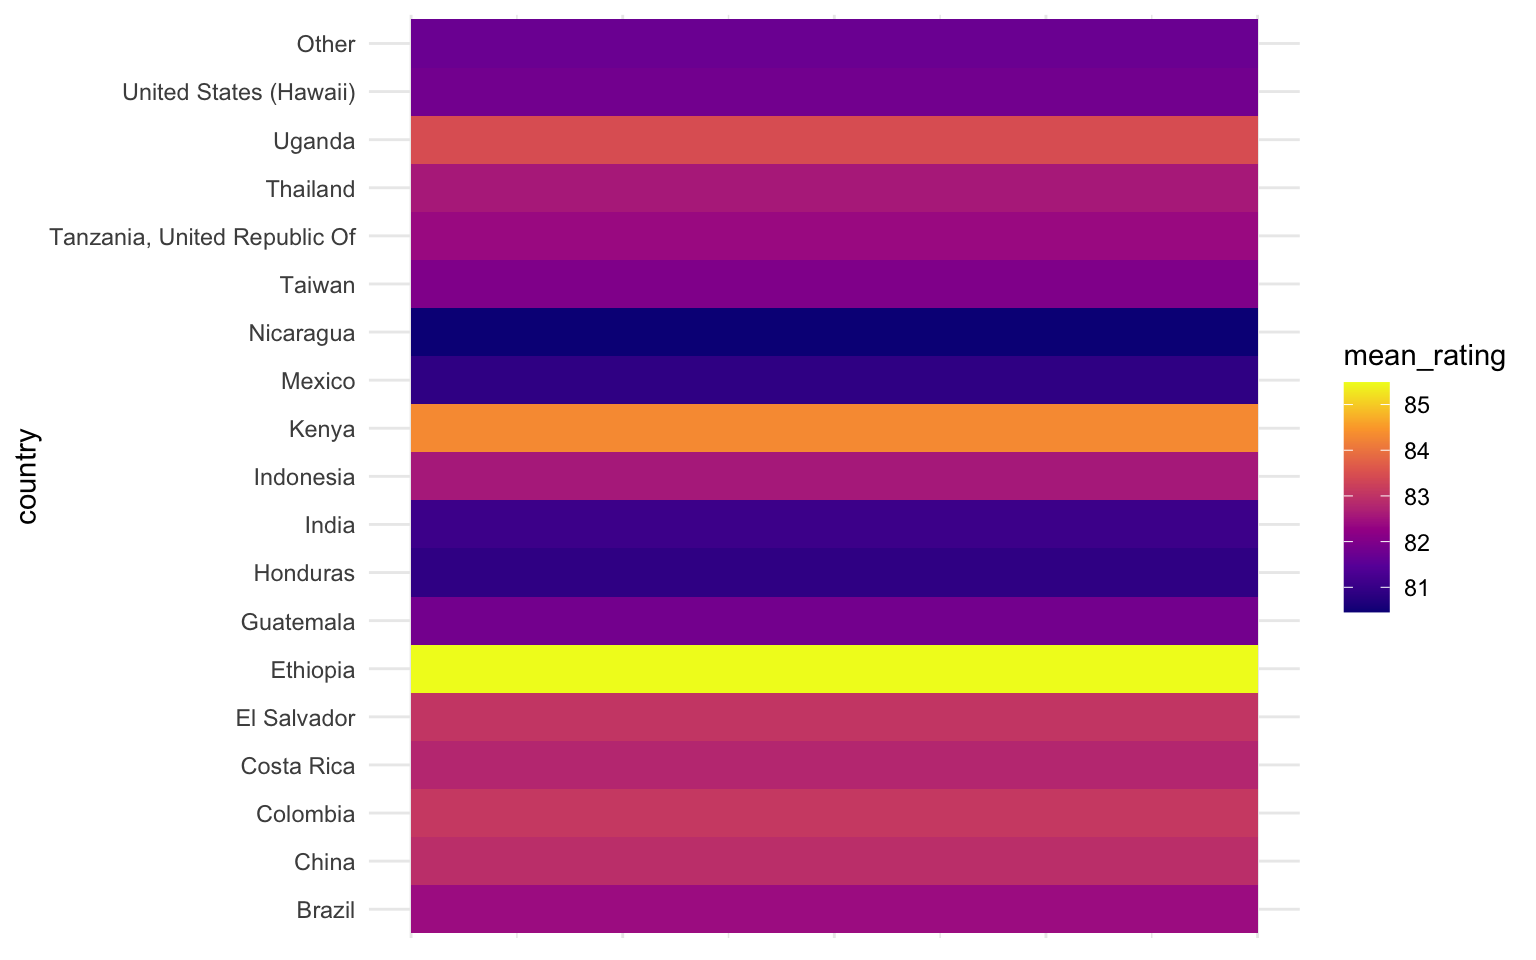 Other
United States (Hawaii)
Uganda
Thailand
Tanzania, United Republic Of
Taiwan
Nicaragua
Mexico
Kenya
Indonesia
India
Honduras
Guatemala
Ethiopia
El Salvador
Costa Rica
Colombia
China
Brazil
country
mean_rating
85
84
83
82
81